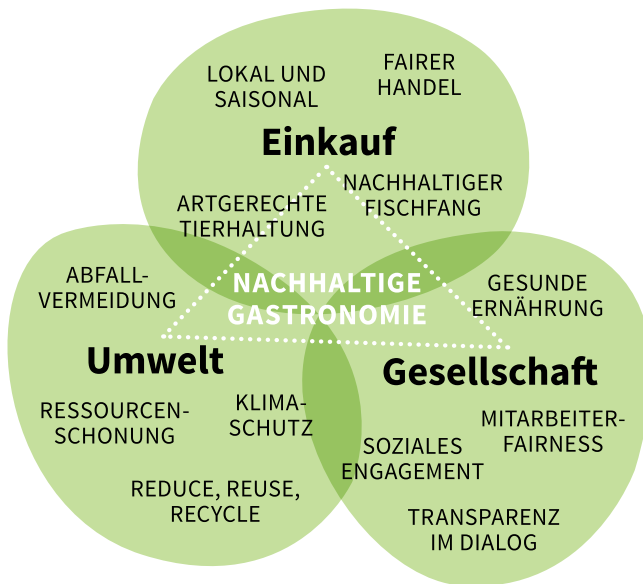 LOKAL UND
SAISONAL
FAIRER
HANDEL
Einkauf
ARTGERECHTE
TIERHALTUNG
NACHHALTIGER
FISCHFANG
NACHHALTIGE
GASTRONOMIE
ABFALL-
VERMEIDUNG
Umwelt
RESSOURCEN-
SCHONUNG
KLIMA-
SCHUTZ
REDUCE, REUSE,
RECYCLE
GESUNDE
ERNÄHRUNG
Gesellschaft
MITARBEITER-
FAIRNESS
SOZIALES
ENGAGEMENT
TRANSPARENZ
IM DIALOG